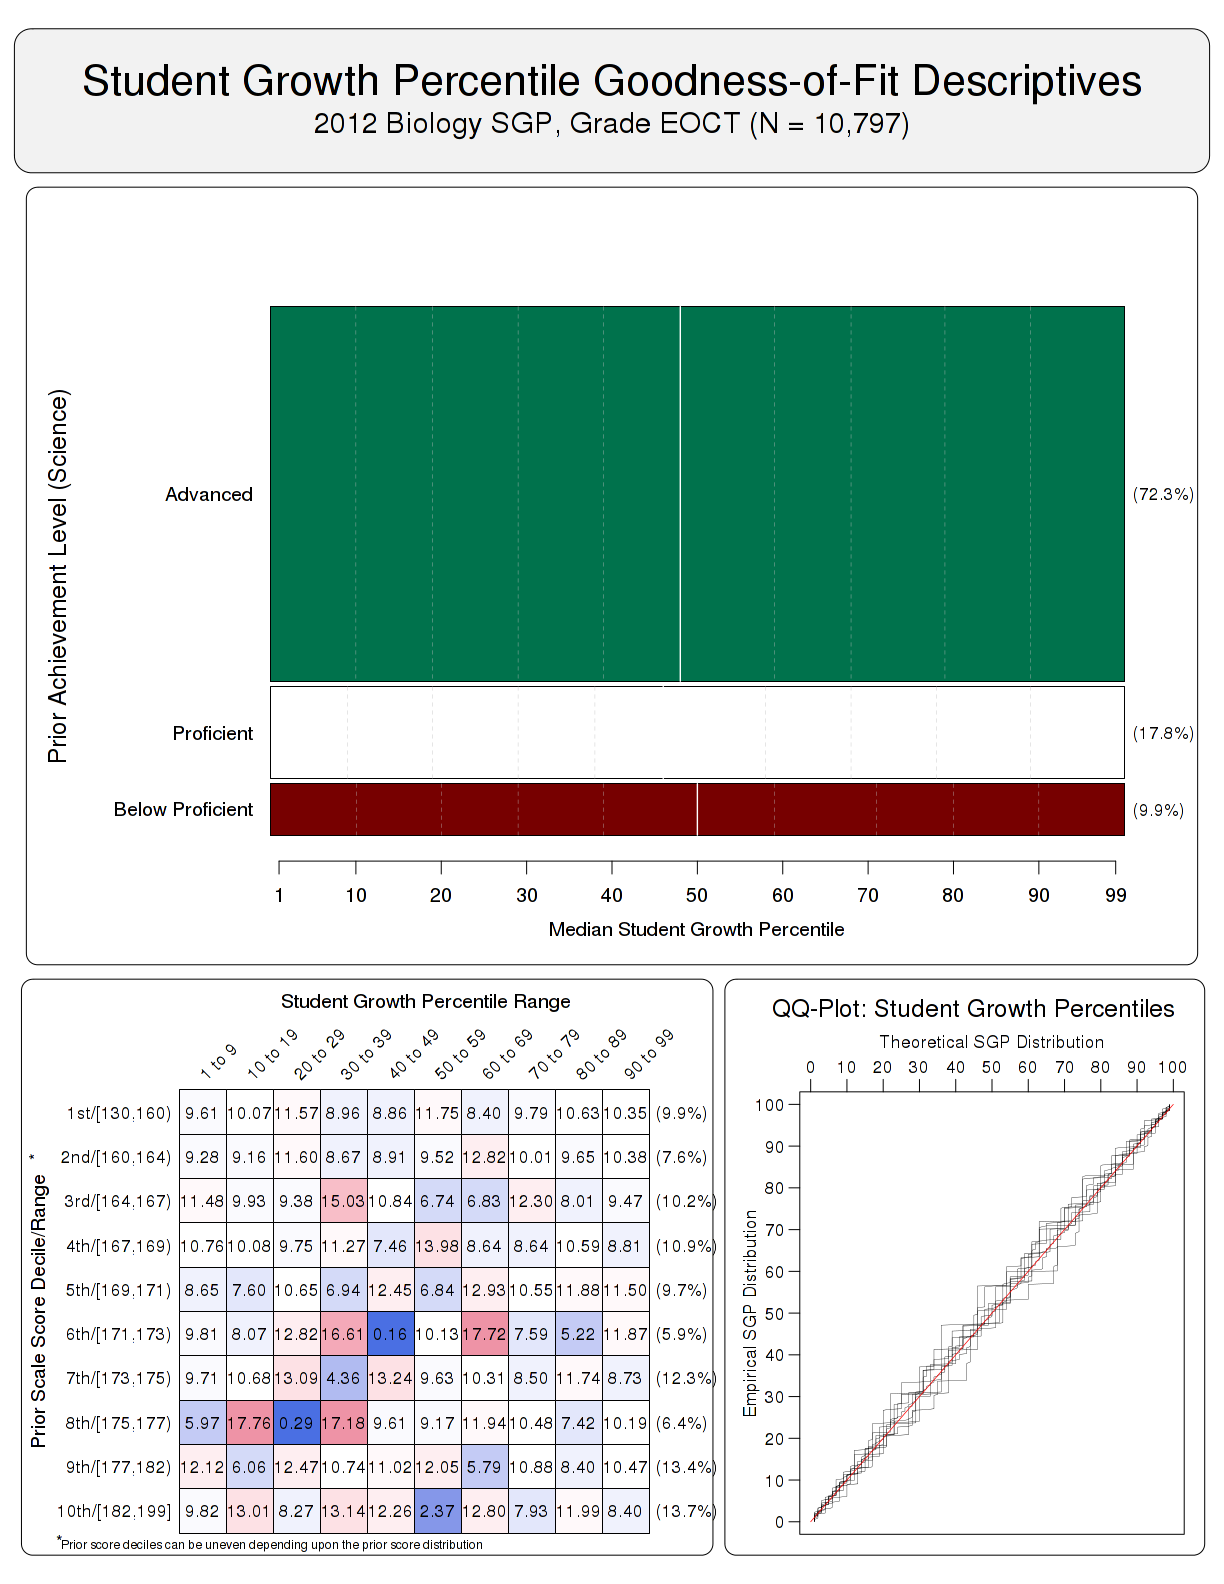 Student Growth Percentile Goodness-of-Fit Descriptives
2012 Biology SGP, Grade EOCT (N = 10,797)
Prior Achievement Level (Science)
Advanced
(72.3%)
Proficient
(17.8%)
Below Proficient
(9.9%)
1 10 20 30 40 50 60 70 80 90 99
Median Student Growth Percentile
Student Growth Percentile Range
1 to 9 10 to 19 20 to 29 30 to 39 40 to 49 50 to 59 60 to 69 70 to 79 80 to 89 90 to 99
Prior Scale Score Decile/Range *
1st/[130,160) 9.61 10.07 11.57 8.96 8.86 11.75 8.40 9.79 10.63 10.35 (9.9%)
2nd/[160,164) 9.28 9.16 11.60 8.67 8.91 9.52 12.82 10.01 9.65 10.38 (7.6%)
3rd/[164,167) 11.48 9.93 9.38 15.03 10.84 6.74 6.83 12.30 8.01 9.47 (10.2%)
4th/[167,169) 10.76 10.08 9.75 11.27 7.46 13.98 8.64 8.64 10.59 8.81 (10.9%)
5th/[169,171) 8.65 7.60 10.65 6.94 12.45 6.84 12.93 10.55 11.88 11.50 (9.7%)
6th/[171,173) 9.81 8.07 12.82 16.61 0.16 10.13 17.72 7.59 5.22 11.87 (5.9%)
7th/[173,175) 9.71 10.68 13.09 4.36 13.24 9.63 10.31 8.50 11.74 8.73 (12.3%)
8th/[175,177) 5.97 17.76 0.29 17.18 9.61 9.17 11.94 10.48 7.42 10.19 (6.4%)
9th/[177,182) 12.12 6.06 12.47 10.74 11.02 12.05 5.79 10.88 8.40 10.47 (13.4%)
10th/[182,199] 9.82 13.01 8.27 13.14 12.26 2.37 12.80 7.93 11.99 8.40 (13.7%)
*Prior score deciles can be uneven depending upon the prior score distribution
QQ-Plot: Student Growth Percentiles
Theoretical SGP Distribution
0 10 20 30 40 50 60 70 80 90 100
Empirical SGP Distribution
100
90
80
70
60
50
40
30
20
10
0